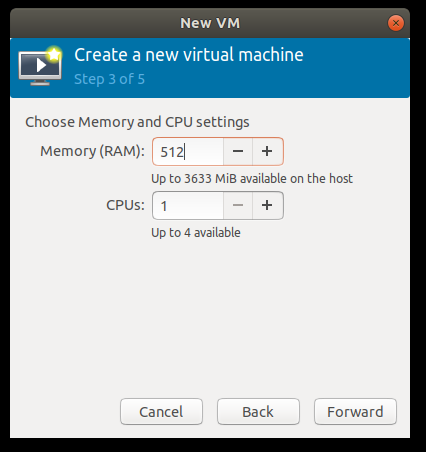 New VM
Create a new virtual machine
Step 3 of 5
Choose Memory and CPU settings
Memory (RAM): 512 − +
Up to 3633 MiB available on the host
CPUs: 1 − +
Up to 4 available
Cancel Back Forward